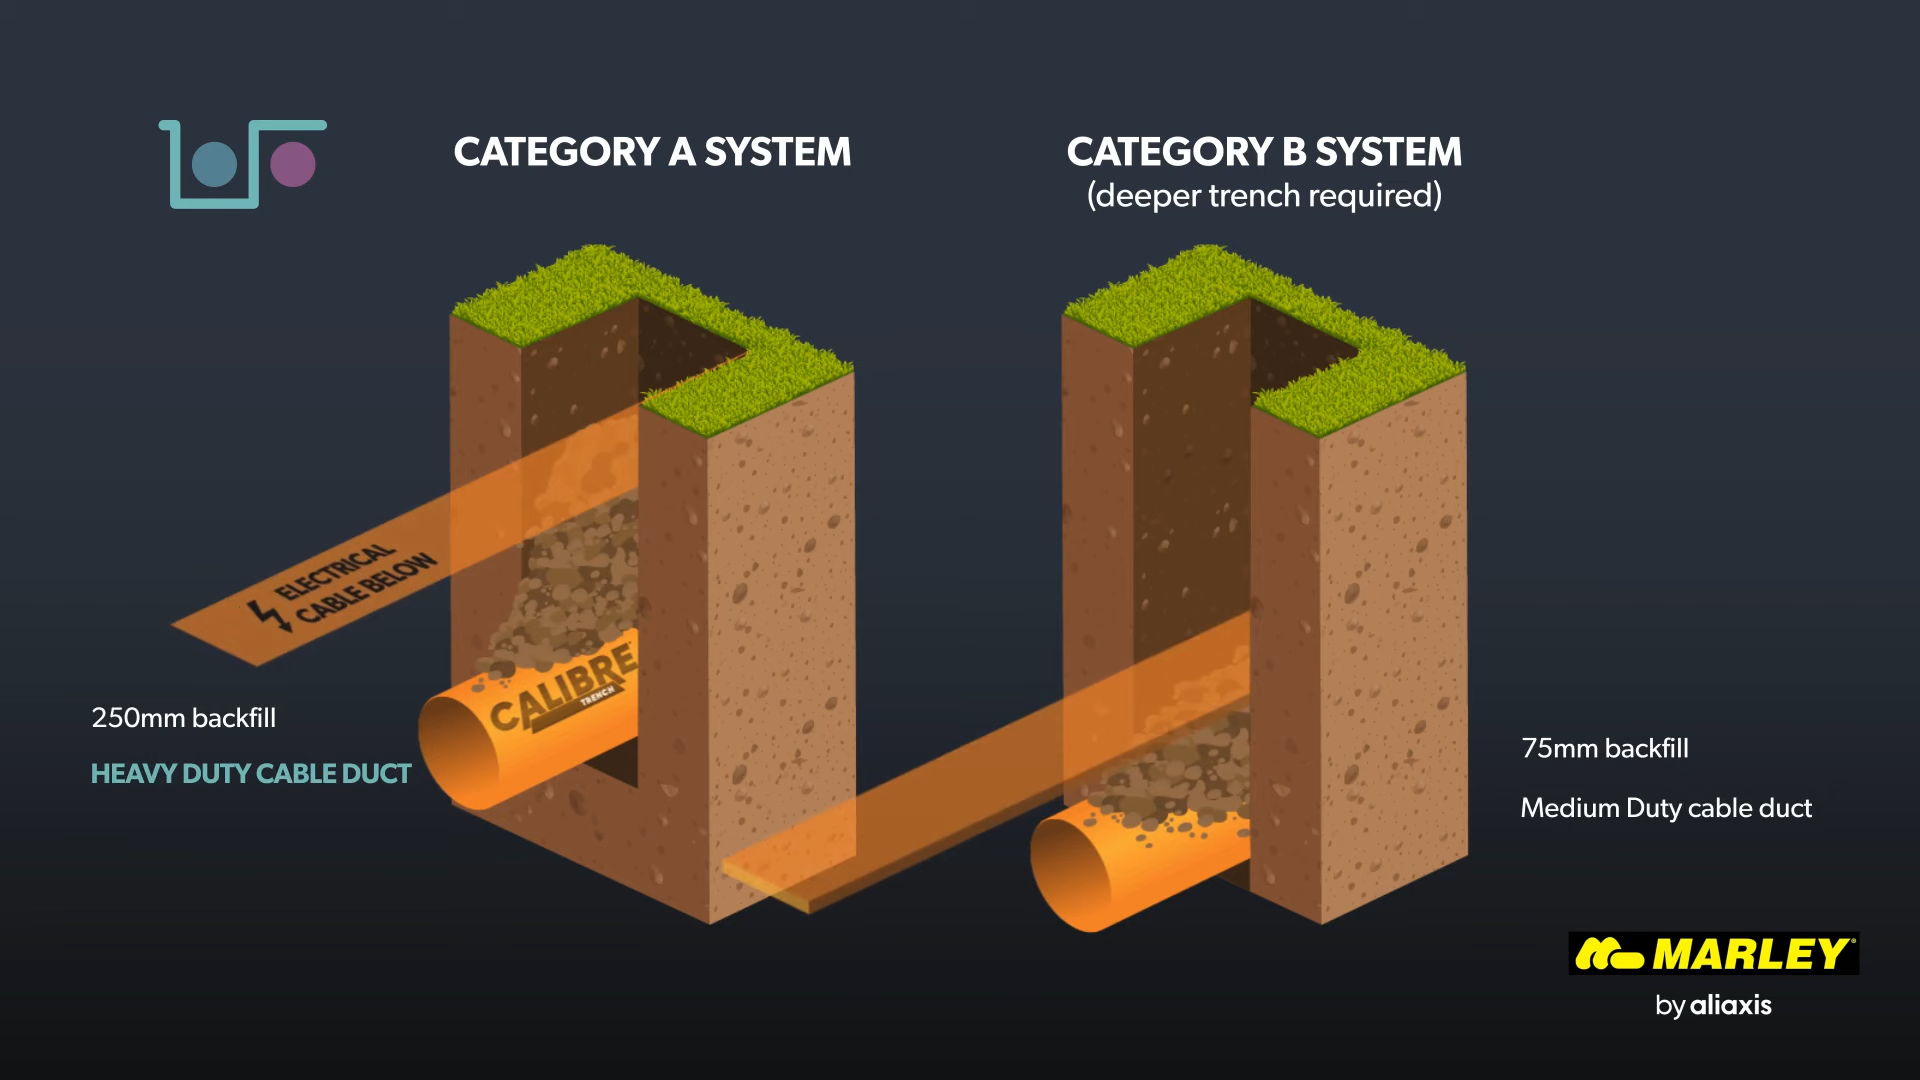 CATEGORY A SYSTEM
CATEGORY B SYSTEM
(deeper trench required)
ELECTRICAL
CABLE BELOW
CALIBRE
TRENCH
250mm backfill
HEAVY DUTY CABLE DUCT
75mm backfill
Medium Duty cable duct
MARLEY®
by aliaxis